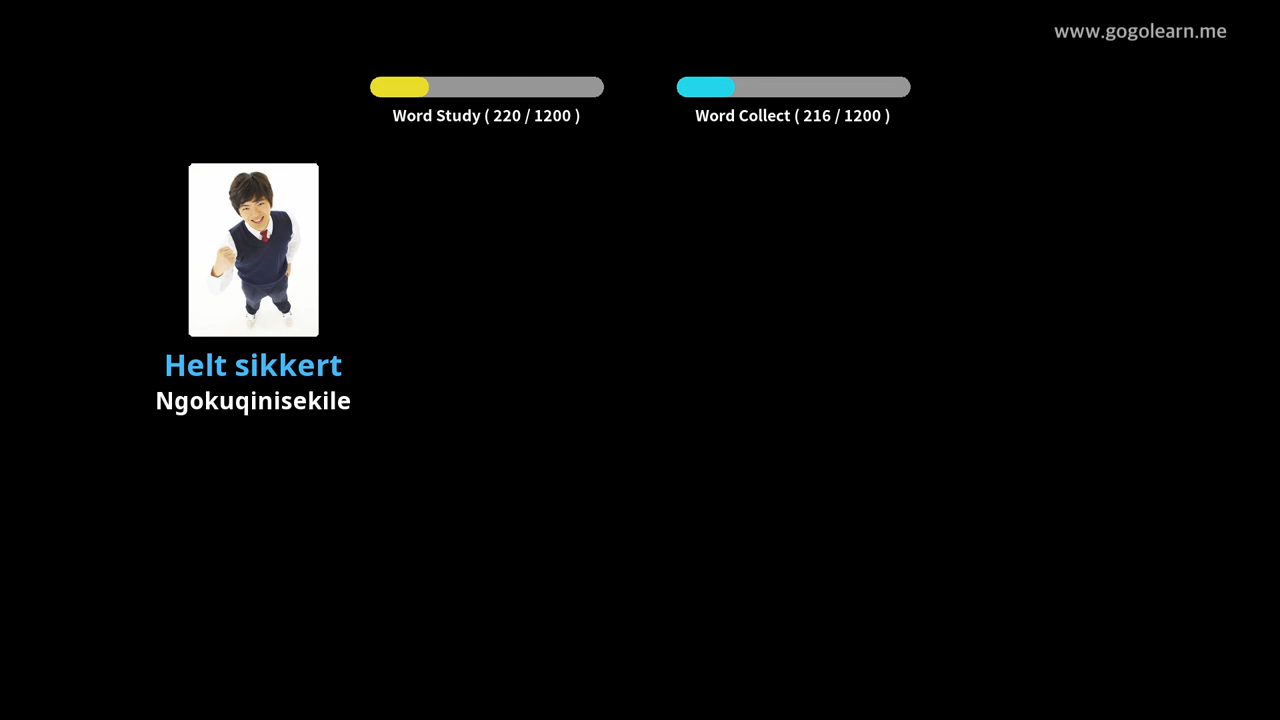 www.gogolearn.me
Word Study ( 220 / 1200 )
Word Collect ( 216 / 1200 )
Helt sikkert
Ngokuqinisekile